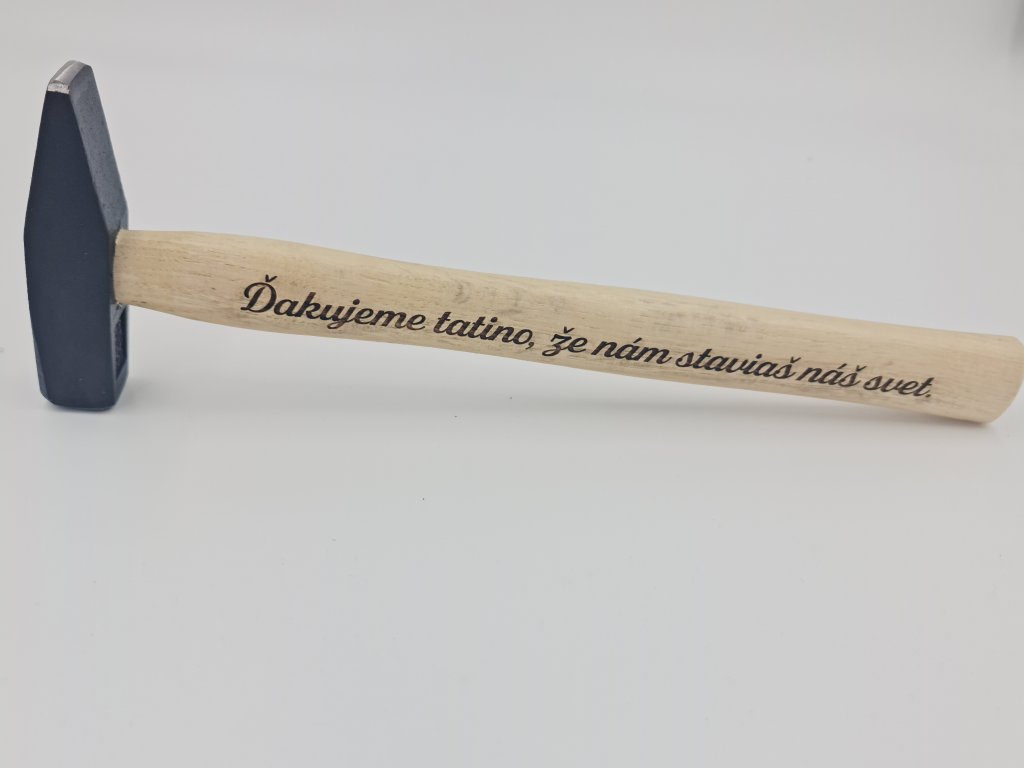 Ďakujeme tatino, že nám staviaš náš svet.